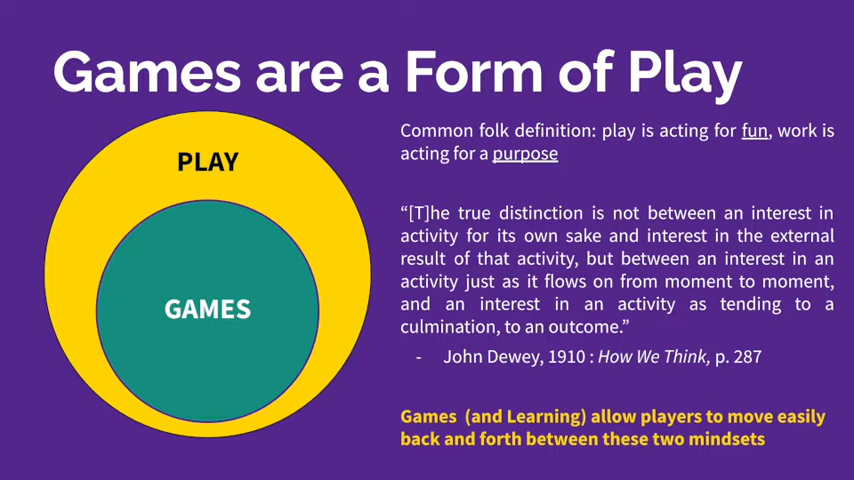 Games are a Form of Play
PLAY
GAMES
Common folk definition: play is acting for fun, work is
acting for a purpose
“[T]he true distinction is not between an interest in
activity for its own sake and interest in the external
result of that activity, but between an interest in an
activity just as it flows on from moment to moment,
and an interest in an activity as tending to a
culmination, to an outcome.”
- John Dewey, 1910 : How We Think, p. 287
Games (and Learning) allow players to move easily
back and forth between these two mindsets